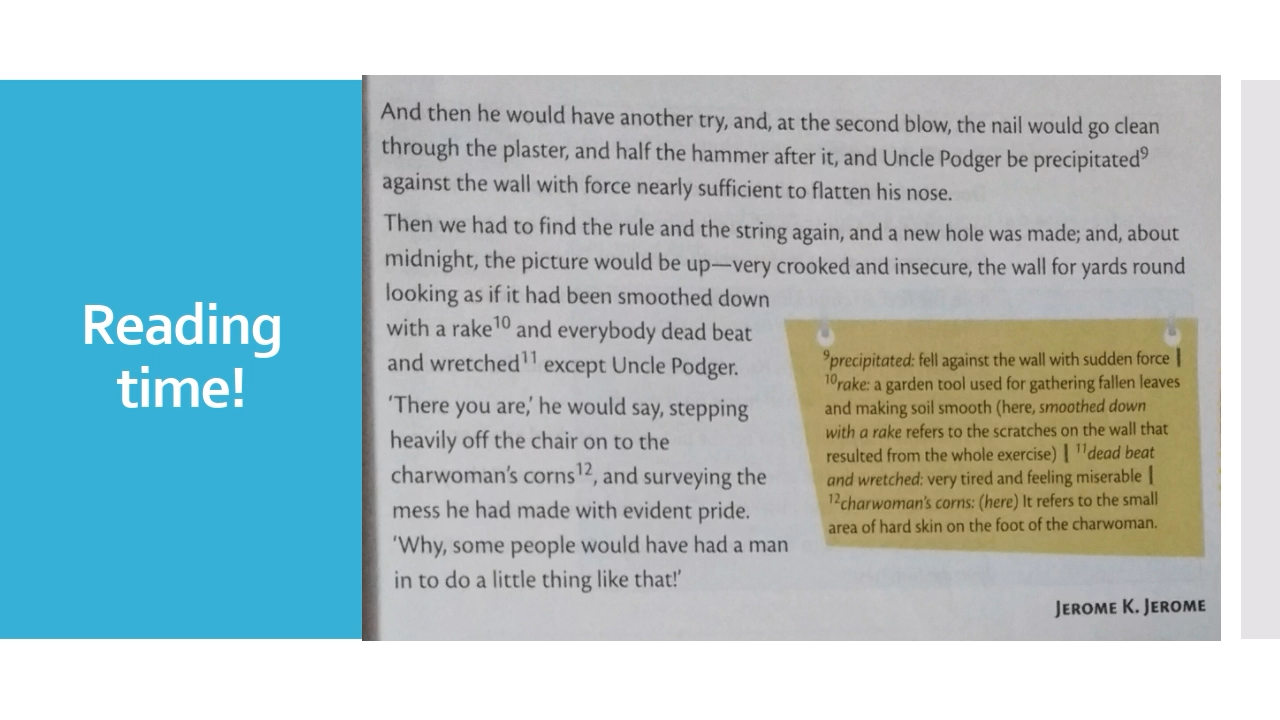 Reading
time!
And then he would have another try, and, at the second blow, the nail would go clean
through the plaster, and half the hammer after it, and Uncle Podger be precipitated⁹
against the wall with force nearly sufficient to flatten his nose.
Then we had to find the rule and the string again, and a new hole was made; and, about
midnight, the picture would be up—very crooked and insecure, the wall for yards round
looking as if it had been smoothed down
with a rake¹⁰ and everybody dead beat
and wretched¹¹ except Uncle Podger.
‘There you are,’ he would say, stepping
heavily off the chair on to the
charwoman’s corns¹², and surveying the
mess he had made with evident pride.
‘Why, some people would have had a man
in to do a little thing like that!’
⁹precipitated: fell against the wall with sudden force |
¹⁰rake: a garden tool used for gathering fallen leaves
and making soil smooth (here, smoothed down
with a rake refers to the scratches on the wall that
resulted from the whole exercise) | ¹¹dead beat
and wretched: very tired and feeling miserable |
¹²charwoman’s corns: (here) It refers to the small
area of hard skin on the foot of the charwoman.
JEROME K. JEROME